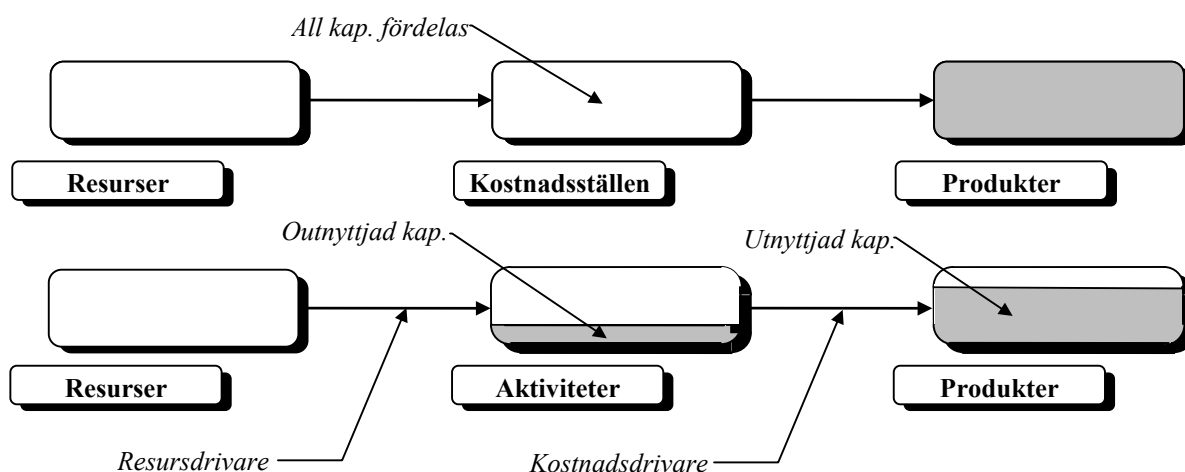 All kap. fördelas
Resurser
Kostnadsställen
Produkter
Outnyttjad kap.
Utnyttjad kap.
Resurser
Aktiviteter
Produkter
Resursdrivare
Kostnadsdrivare